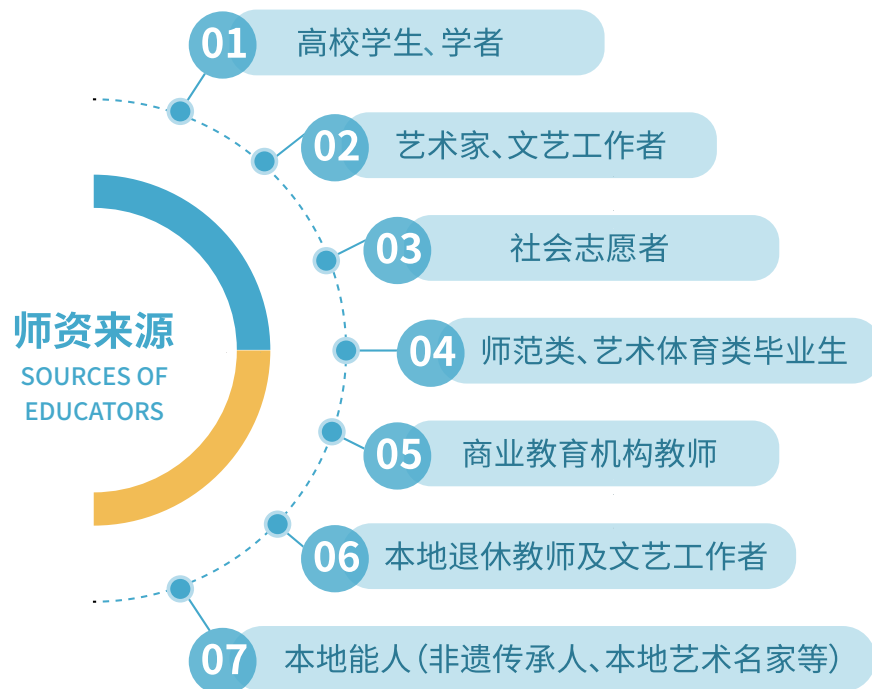 师资来源
SOURCES OF
EDUCATORS
01 高校学生、学者
02 艺术家、文艺工作者
03 社会志愿者
04 师范类、艺术体育类毕业生
05 商业教育机构教师
06 本地退休教师及文艺工作者
07 本地能人（非遗传承人、本地艺术名家等）